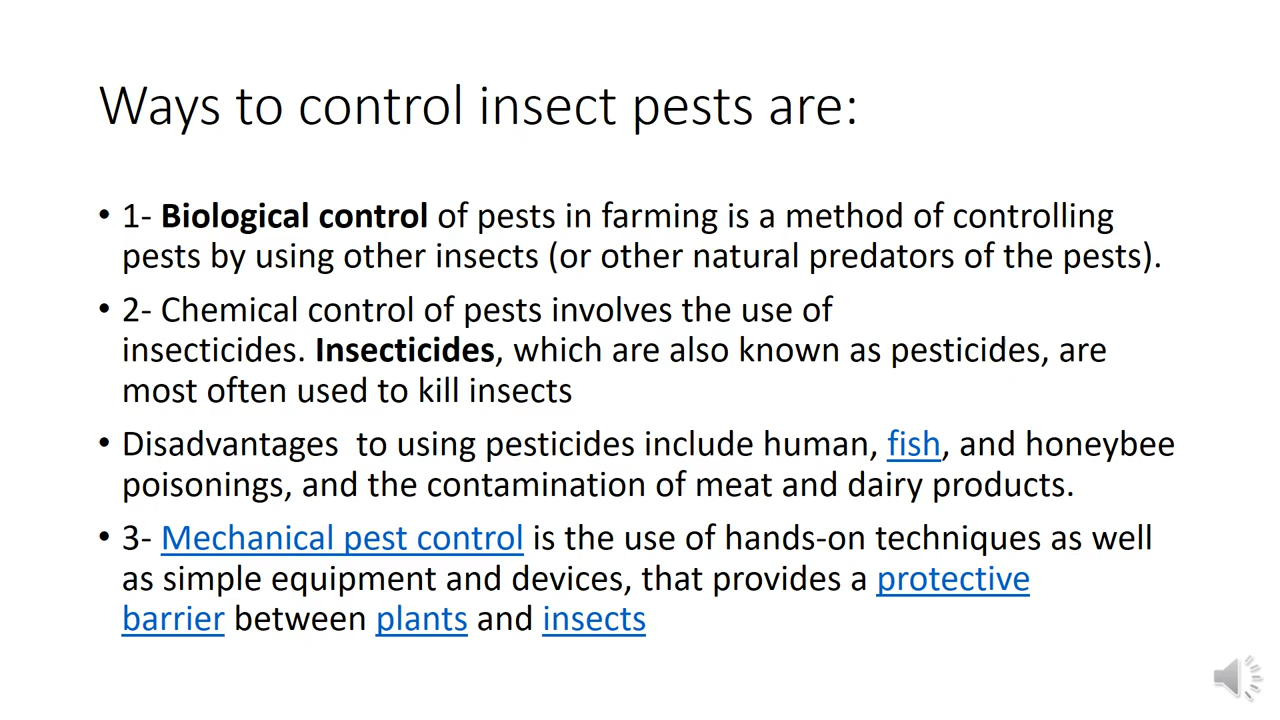 Ways to control insect pests are:
• 1- Biological control of pests in farming is a method of controlling
pests by using other insects (or other natural predators of the pests).
• 2- Chemical control of pests involves the use of
insecticides. Insecticides, which are also known as pesticides, are
most often used to kill insects
• Disadvantages  to using pesticides include human, fish, and honeybee
poisonings, and the contamination of meat and dairy products.
• 3- Mechanical pest control is the use of hands-on techniques as well
as simple equipment and devices, that provides a protective
barrier between plants and insects